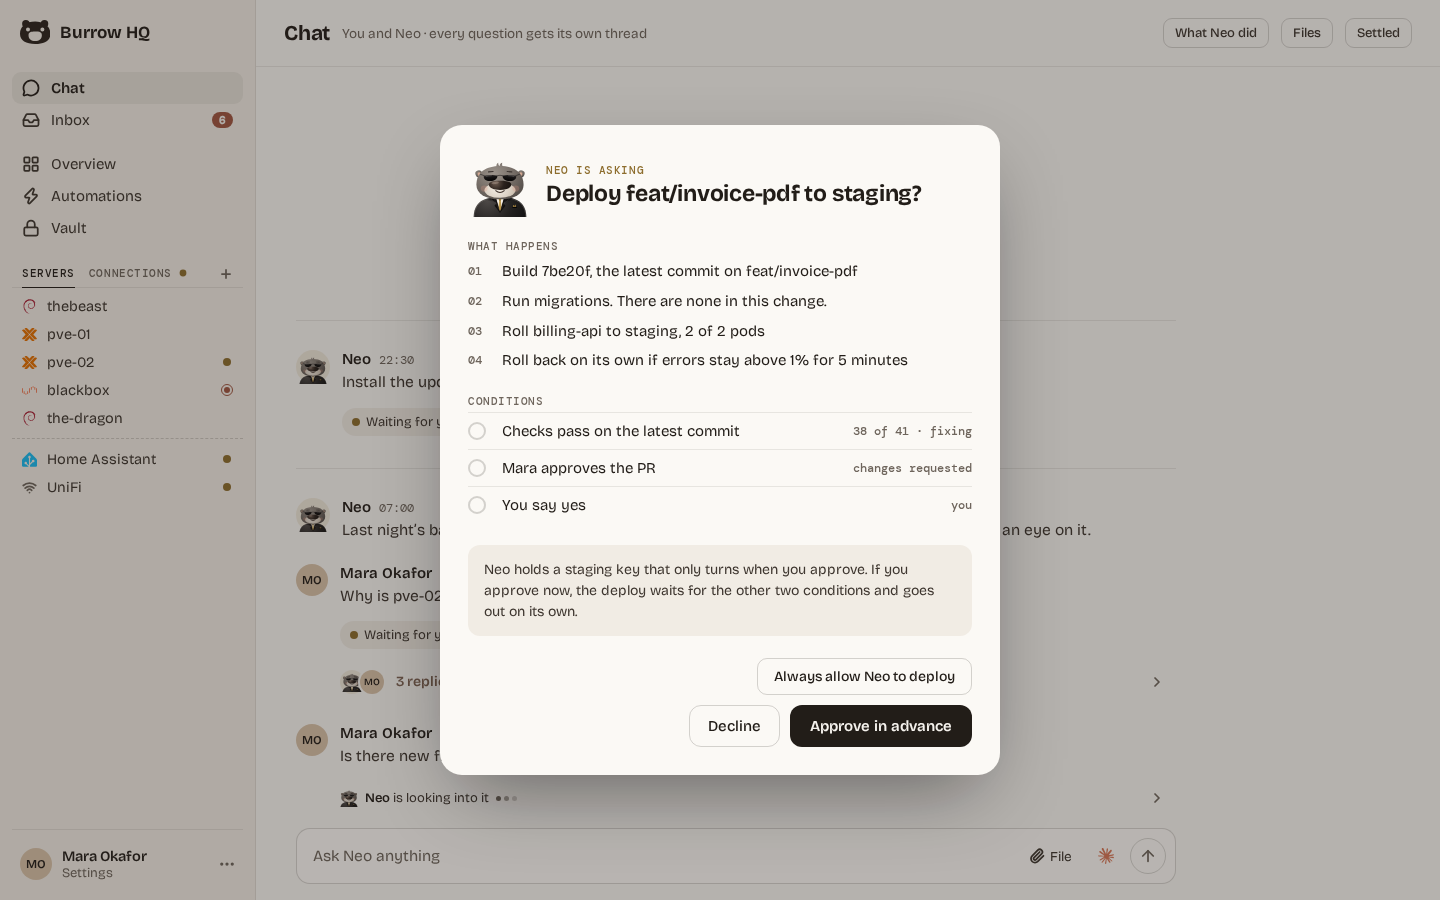 Burrow HQ
Chat
Inbox
6
Overview
Automations
Vault
SERVERS
CONNECTIONS
thebeast
pve-01
pve-02
blackbox
the-dragon
Home Assistant
UniFi
MO
Mara Okafor
Settings
Chat
You and Neo · every question gets its own thread
What Neo did
Files
Settled
Neo 22:30
Install the
Waiting for
Neo 07:00
Last night's
an eye on it.
MO
Mara Okafor
Why is pve-02
Waiting for
MO
3
MO
Mara Okafor
Is there new
Neo is looking into it
Ask Neo anything
File
NEO IS ASKING
Deploy feat/invoice-pdf to staging?
WHAT HAPPENS
01 Build 7be20f, the latest commit on feat/invoice-pdf
02 Run migrations. There are none in this change.
03 Roll billing-api to staging, 2 of 2 pods
04 Roll back on its own if errors stay above 1% for 5 minutes
CONDITIONS
Checks pass on the latest commit 38 of 41 · fixing
Mara approves the PR changes requested
You say yes you
Neo holds a staging key that only turns when you approve. If you
approve now, the deploy waits for the other two conditions and goes
out on its own.
Always allow Neo to deploy
Decline
Approve in advance